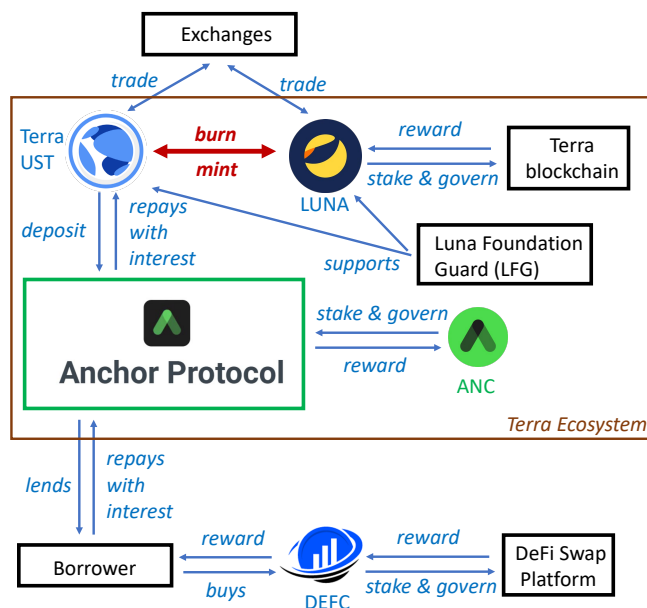 Exchanges
trade
trade
Terra
UST
burn
mint
LUNA
reward
stake & govern
Terra
blockchain
deposit
repays
with
interest
supports
Luna Foundation
Guard (LFG)
Anchor Protocol
stake & govern
reward
ANC
Terra Ecosystem
lends
repays
with
interest
Borrower
reward
buys
DEFC
reward
stake & govern
DeFi Swap
Platform